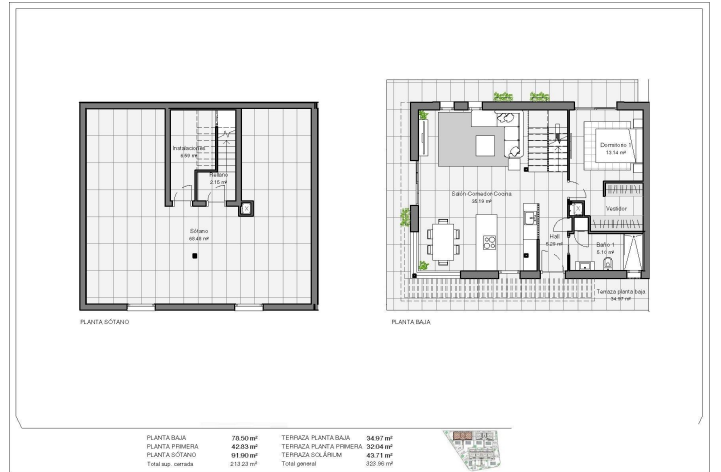 Instalaciones
6.69 m²
Rellano
2.15 m²
Sótano
69.48 m²
PLANTA SÓTANO
Salón-Comedor Cocina
35.19 m²
Dormitorio 1
13.14 m²
Vestidor
Hall
6.29 m²
Baño 1
5.10 m²
Terraza planta baja
34.97 m²
PLANTA BAJA
PLANTA BAJA 78.50 m² TERRAZA PLANTA BAJA 34.97 m²
PLANTA PRIMERA 42.83 m² TERRAZA PLANTA PRIMERA 32.04 m²
PLANTA SÓTANO 91.90 m² TERRAZA SOLÁRIUM 43.71 m²
Total sup. cerrada 213.23 m² Total general 323.96 m²